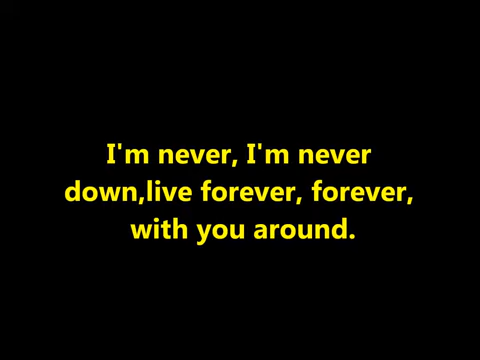 I'm never, I'm never
down,live forever, forever,
with you around.